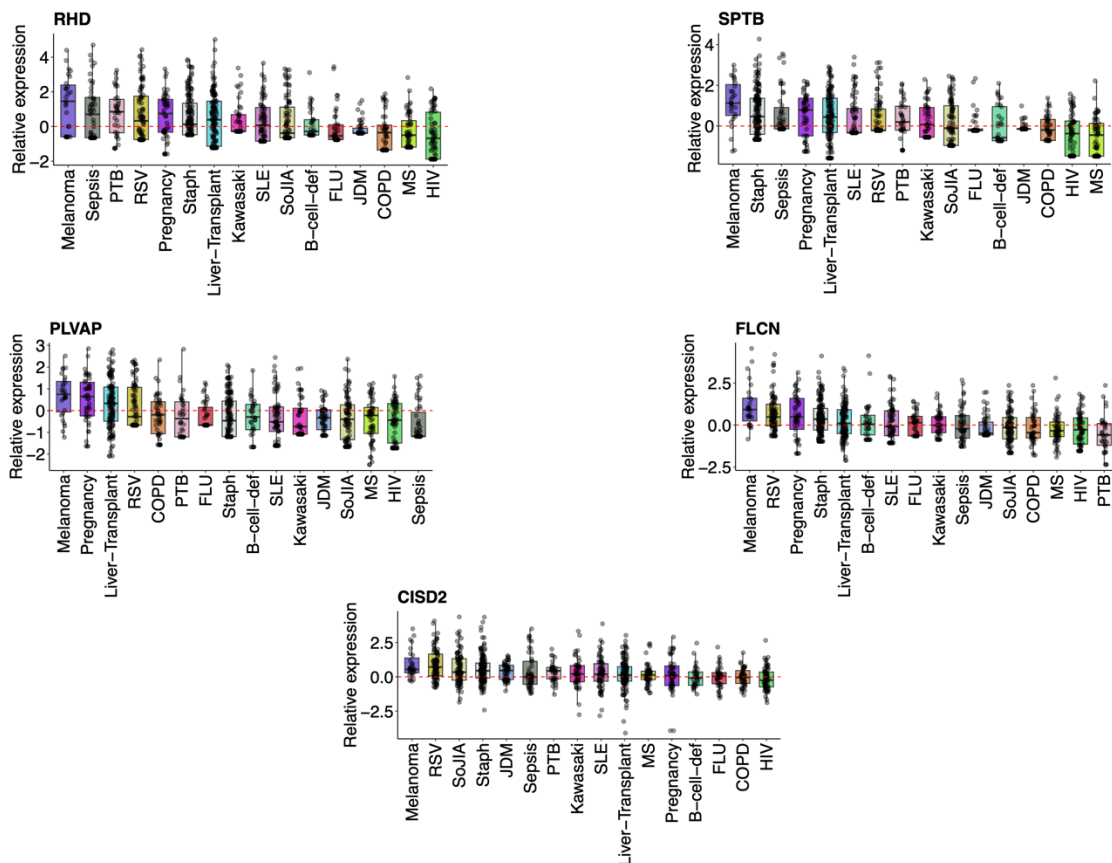 RHD
Relative expression
4
2
0
−2
Melanoma
Sepsis
PTB
RSV
Pregnancy
Staph
Liver−Transplant
Kawasaki
SLE
SoJIA
B−cell−def
FLU
JDM
COPD
MS
HIV
SPTB
Relative expression
4
2
0
Melanoma
Staph
Sepsis
Pregnancy
Liver−Transplant
SLE
RSV
PTB
Kawasaki
SoJIA
FLU
B−cell−def
JDM
COPD
HIV
MS
PLVAP
Relative expression
3
2
1
0
−1
−2
Melanoma
Pregnancy
Liver−Transplant
RSV
COPD
PTB
FLU
Staph
B−cell−def
SLE
Kawasaki
JDM
SoJIA
MS
HIV
Sepsis
FLCN
Relative expression
2.5
0.0
−2.5
Melanoma
RSV
Pregnancy
Staph
Liver−Transplant
B−cell−def
SLE
FLU
Kawasaki
Sepsis
JDM
SoJIA
COPD
MS
HIV
PTB
CISD2
Relative expression
2.5
0.0
−2.5
Melanoma
RSV
SoJIA
Staph
JDM
Sepsis
PTB
Kawasaki
SLE
Liver−Transplant
MS
Pregnancy
B−cell−def
FLU
COPD
HIV